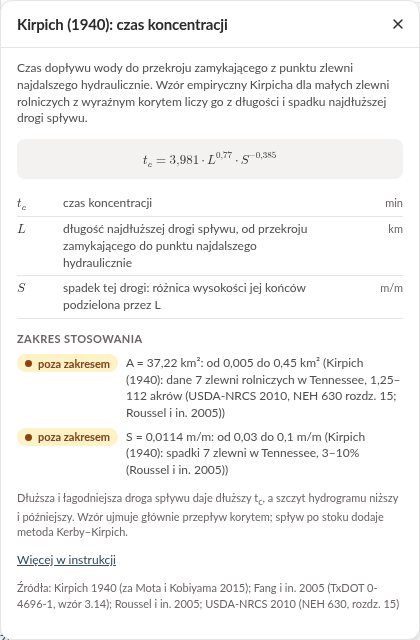 Kirpich (1940): czas koncentracji ×
Czas dopływu wody do przekroju zamykającego z punktu zlewni
najdalszego hydraulicznie. Wzór empiryczny Kirpicha dla małych zlewni
rolniczych z wyraźnym korytem liczy go z długości i spadku najdłuższej
drogi spływu.
t_c = 3,981 · L^0,77 · S^−0,385
t_c czas koncentracji min
L długość najdłuższej drogi spływu, od przekroju km
zamykającego do punktu najdalszego
hydraulicznie
S spadek tej drogi: różnica wysokości jej końców m/m
podzielona przez L
ZAKRES STOSOWANIA
poza zakresem A = 37,22 km²: od 0,005 do 0,45 km² (Kirpich
(1940): dane 7 zlewni rolniczych w Tennessee, 1,25–
112 akrów (USDA-NRCS 2010, NEH 630 rozdz. 15;
Roussel i in. 2005))
poza zakresem S = 0,0114 m/m: od 0,03 do 0,1 m/m (Kirpich
(1940): spadki 7 zlewni w Tennessee, 3–10%
(Roussel i in. 2005))
Dłuższa i łagodniejsza droga spływu daje dłuższy t_c, a szczyt hydrogramu niższy
i późniejszy. Wzór ujmuje głównie przepływ korytem; spływ po stoku dodaje
metoda Kerby–Kirpich.
Więcej w instrukcji
Źródła: Kirpich 1940 (za Mota i Kobiyama 2015); Fang i in. 2005 (TxDOT 0-
4696-1, wzór 3.14); Roussel i in. 2005; USDA-NRCS 2010 (NEH 630, rozdz. 15)